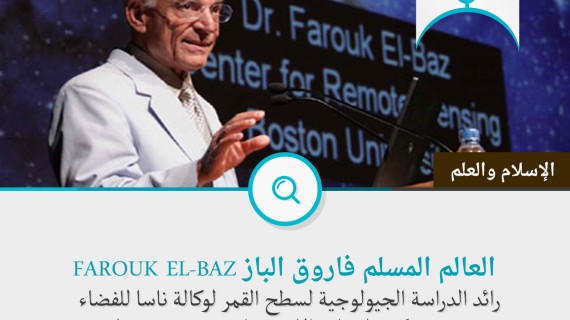 Dr. Farouk El-Baz
Center for Remote Sensing
Boston
الإسلام والعلم
العالم المسلم فاروق الباز FAROUK EL-BAZ
رائد الدراسة الجيولوجية لسطح القمر لوكالة ناسا للفضاء